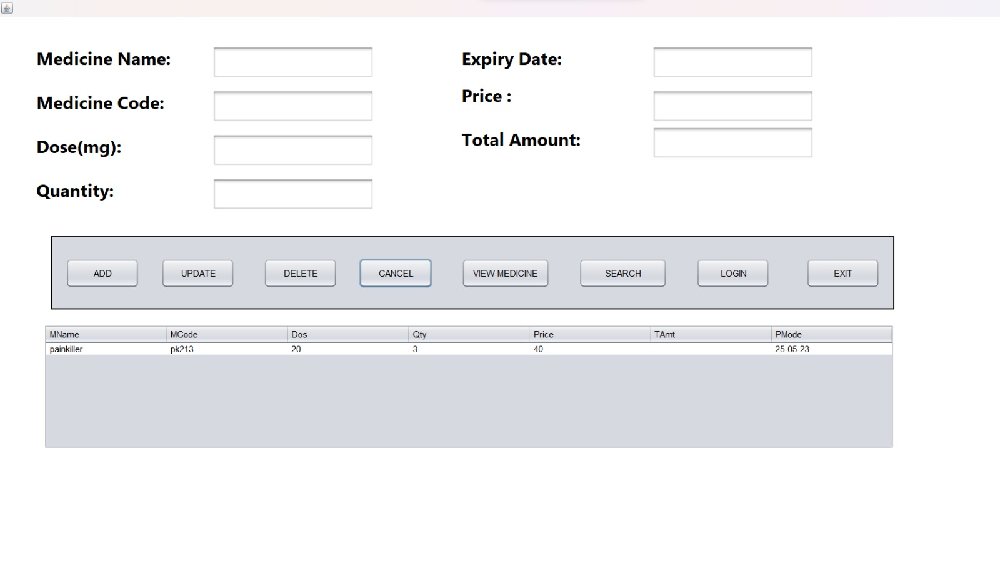 Medicine Name:
Expiry Date:
Medicine Code:
Price :
Dose(mg):
Total Amount:
Quantity:
ADD UPDATE DELETE CANCEL VIEW MEDICINE SEARCH LOGIN EXIT
MName MCode Dos Qty Price TAmt PMode
painkiller pk213 20 3 40 25-05-23